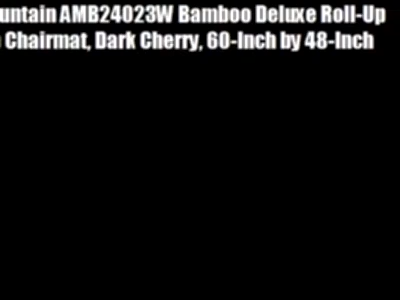 untain AMB24023W Bamboo Deluxe Roll-Up
Chairmat, Dark Cherry, 60-Inch by 48-Inch